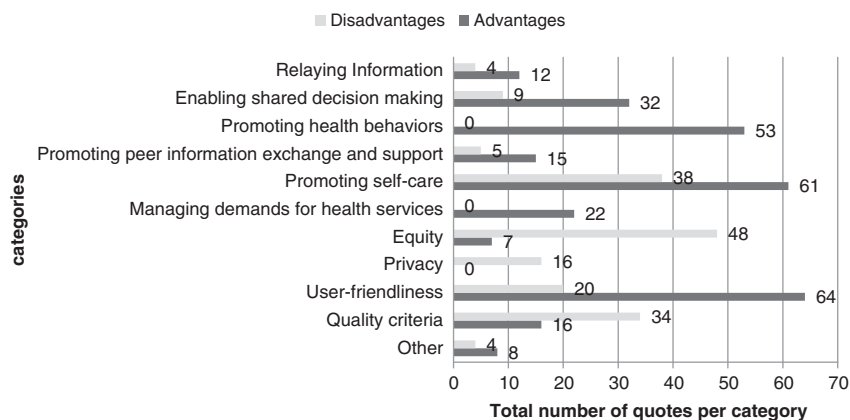 Disadvantages Advantages
Relaying Information 4 12
Enabling shared decision making 9 32
Promoting health behaviors 0 53
Promoting peer information exchange and support 5 15
Promoting self-care 38 61
Managing demands for health services 0 22
Equity 48 7
Privacy 16 0
User-friendliness 20 64
Quality criteria 34 16
Other 4 8
categories
0 10 20 30 40 50 60 70
Total number of quotes per category